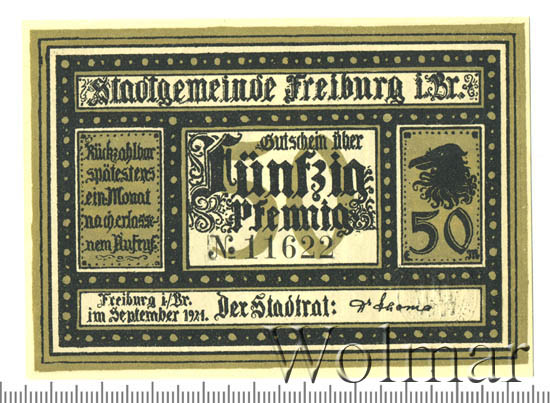 Stadtgemeinde Freiburg i. Br.
Rückzahlbar
spätestens
ein Monat
nach erlasse-
nem Aufruf.
Gutschein über
Fünfzig
Pfennig
№ 11622
50
Freiburg i/Br.
im September 1921.
Der Stadtrat:
Wolmar